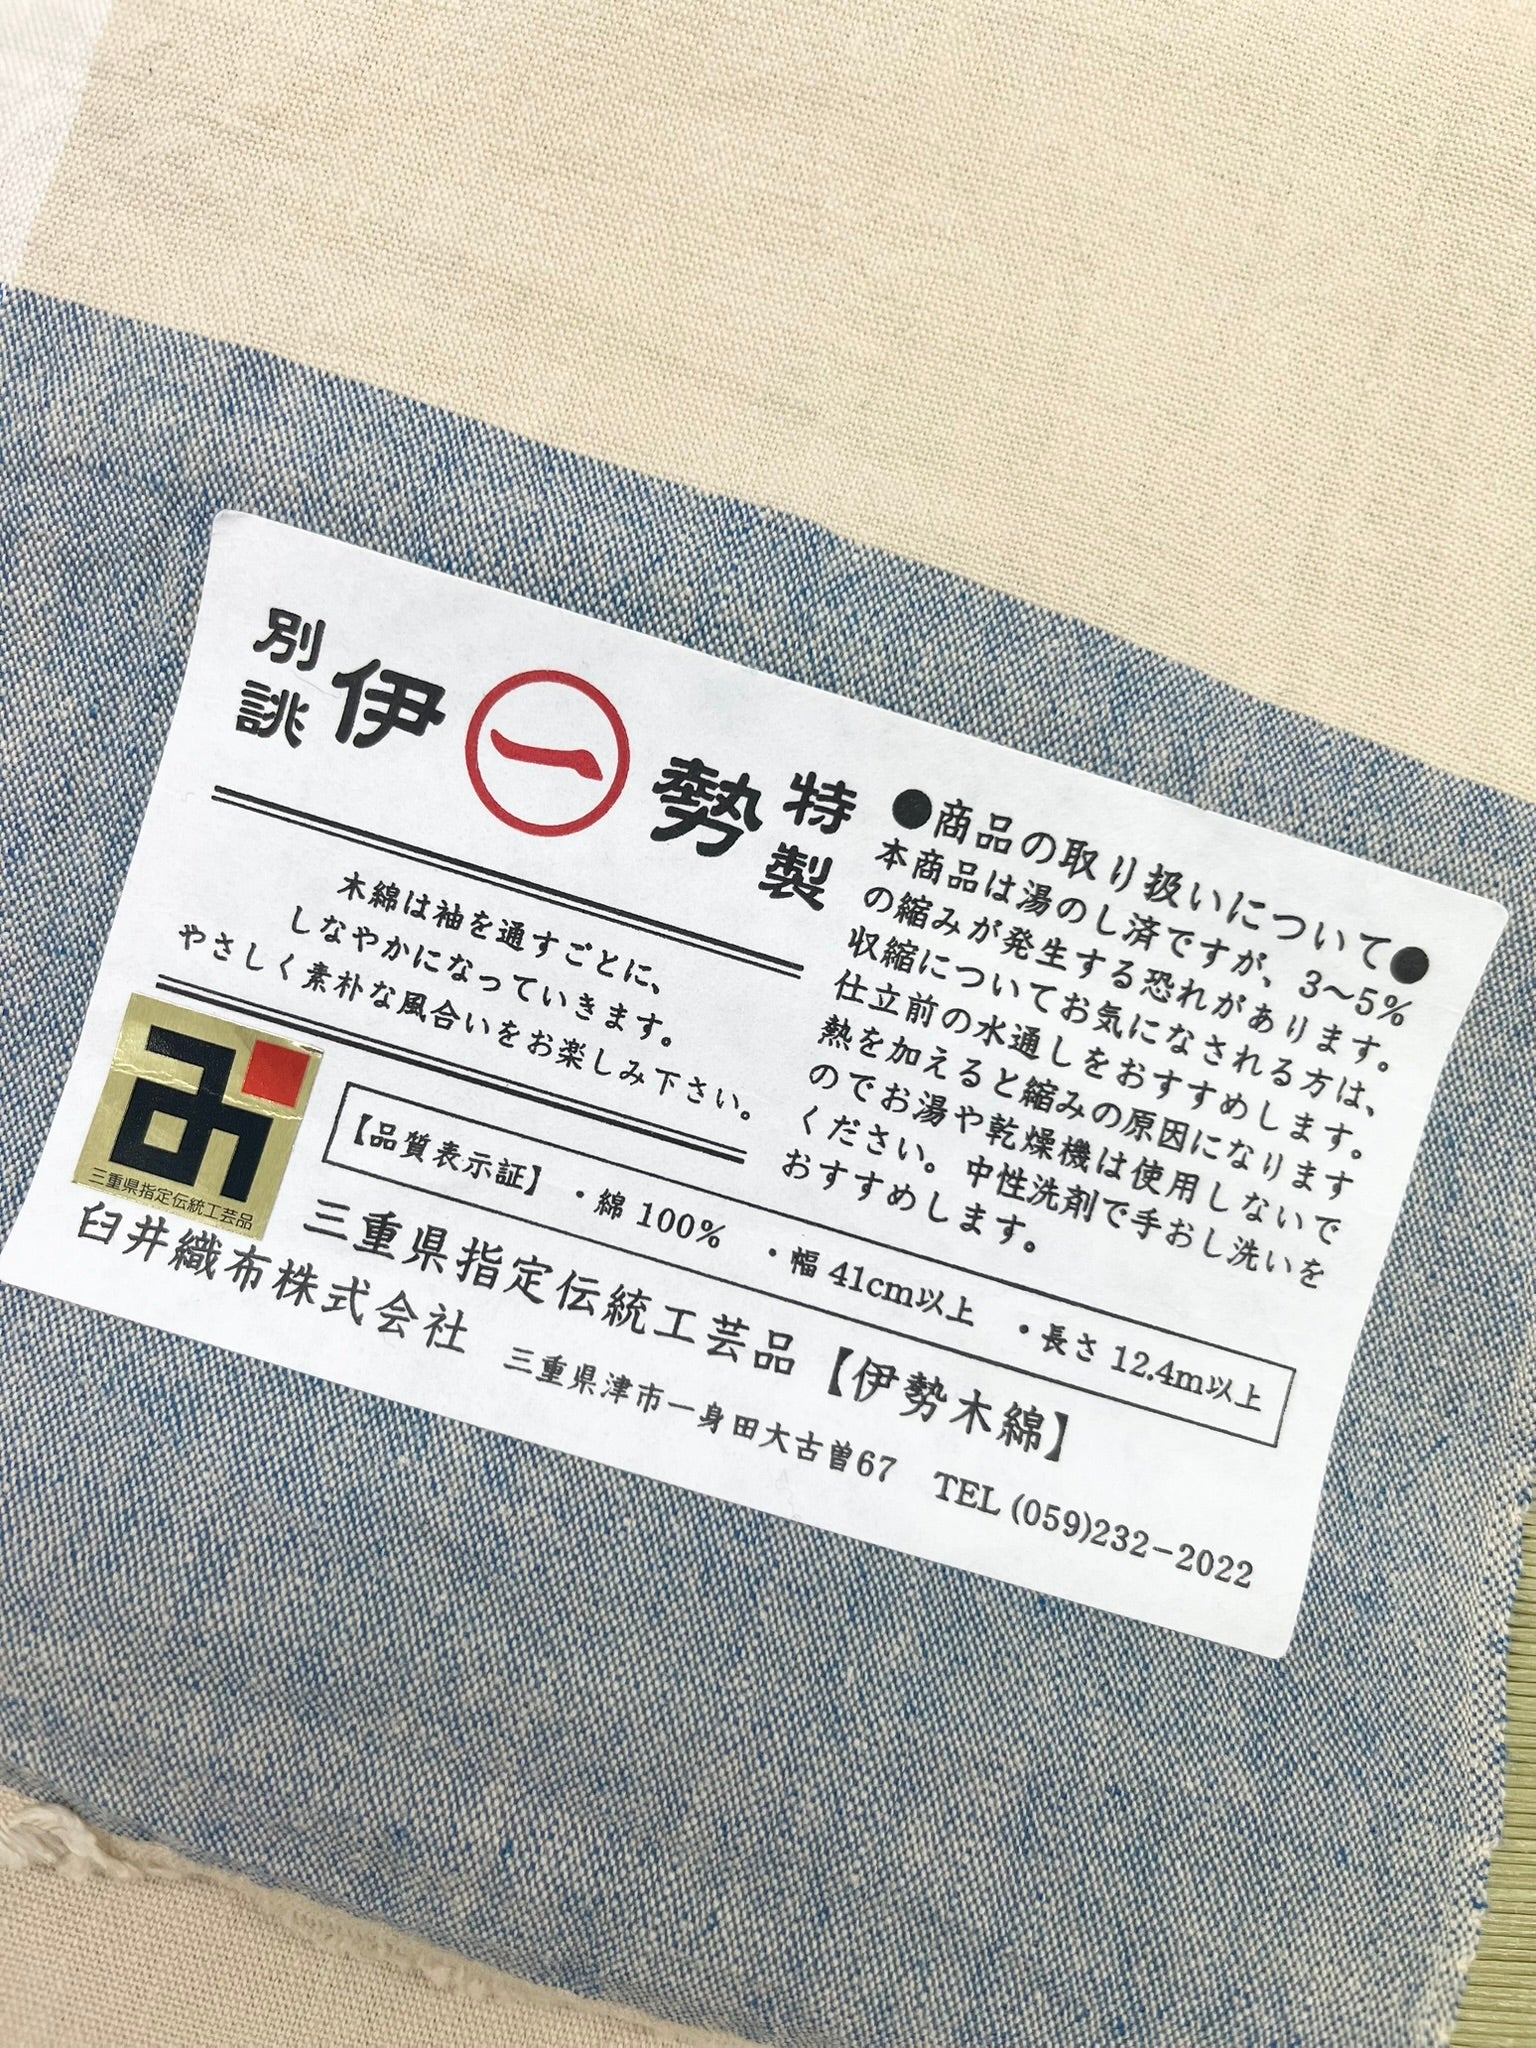 別誂
伊㊀勢
特製
木綿は袖を通すごとに、
しなやかになっていきます。
やさしく素朴な風合いをお楽しみ下さい。
●商品の取り扱いについて●
本商品は湯のし済ですが、3〜5%
の縮みが発生する恐れがあります。
収縮についてお気になされる方は、
仕立前の水通しをおすすめします。
熱を加えると縮みの原因になります
のでお湯や乾燥機は使用しないで
ください。中性洗剤で手おし洗いを
おすすめします。
【品質表示証】 ・綿 100% ・幅 41cm以上 ・長さ 12.4m以上
三重県指定伝統工芸品
三重県指定伝統工芸品【伊勢木綿】
臼井織布株式会社 三重県津市一身田大古曽67 TEL (059)232−2022